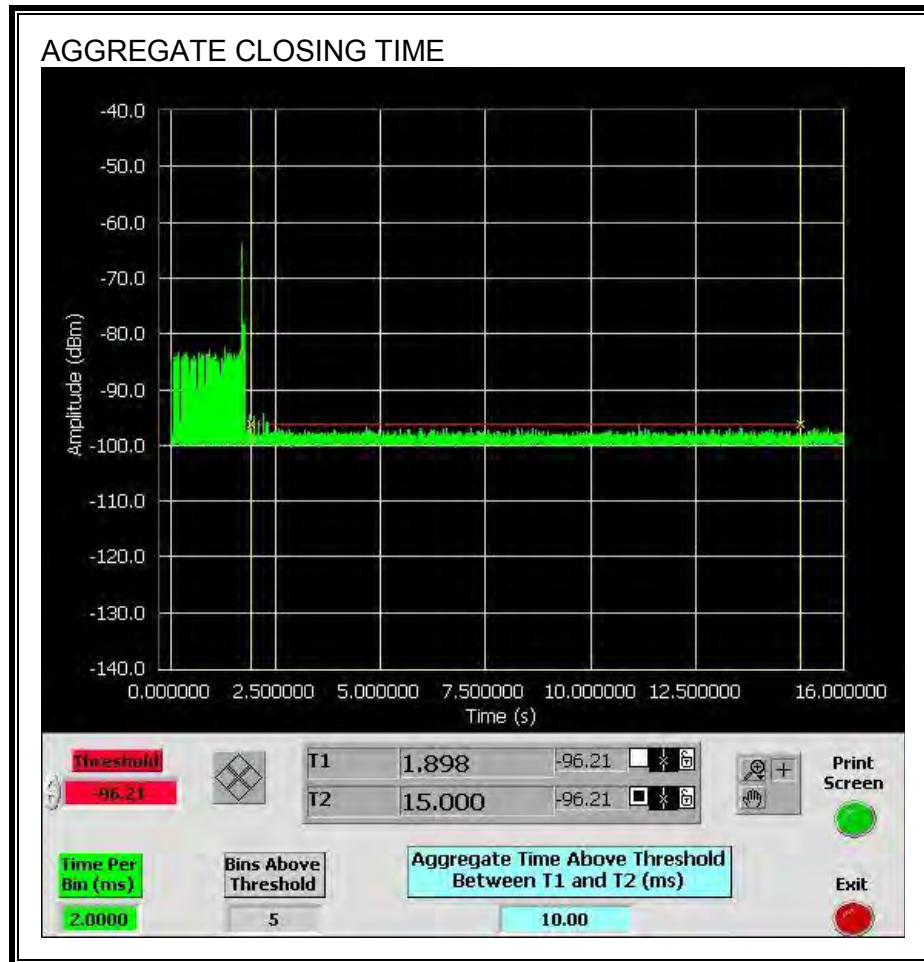 AGGREGATE CLOSING TIME
-40.0
-50.0
-60.0
-70.0
-80.0
-90.0
-100.0
-110.0
-120.0
-130.0
-140.0
Amplitude (dBm)
0.000000 2.500000 5.000000 7.500000 10.000000 12.500000 16.000000
Time (s)
Threshold
-96.21
T1 1.898 -96.21
T2 15.000 -96.21
Print
Screen
Time Per
Bin (ms)
2.0000
Bins Above
Threshold
5
Aggregate Time Above Threshold
Between T1 and T2 (ms)
10.00
Exit